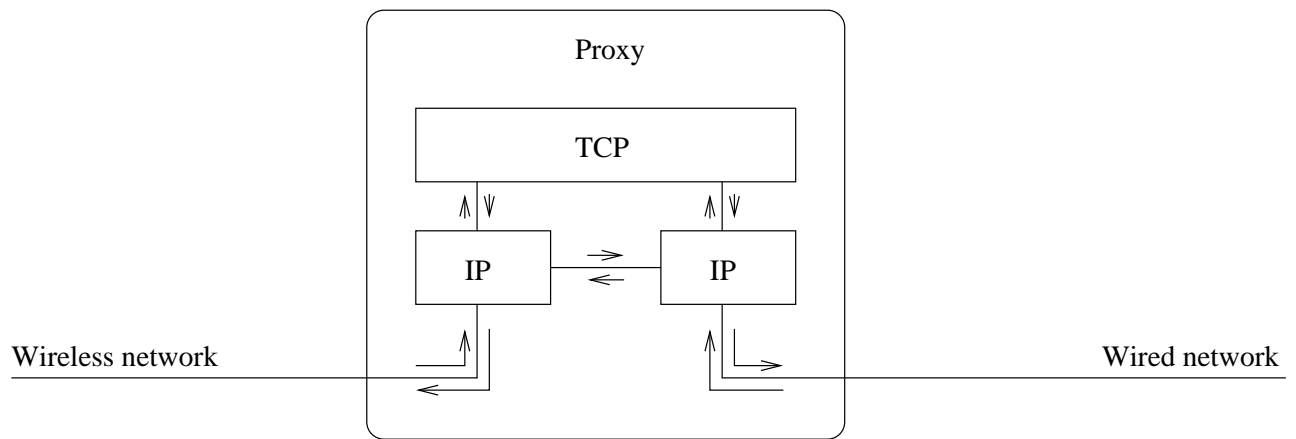 Proxy
TCP
IP
IP
Wireless network
Wired network